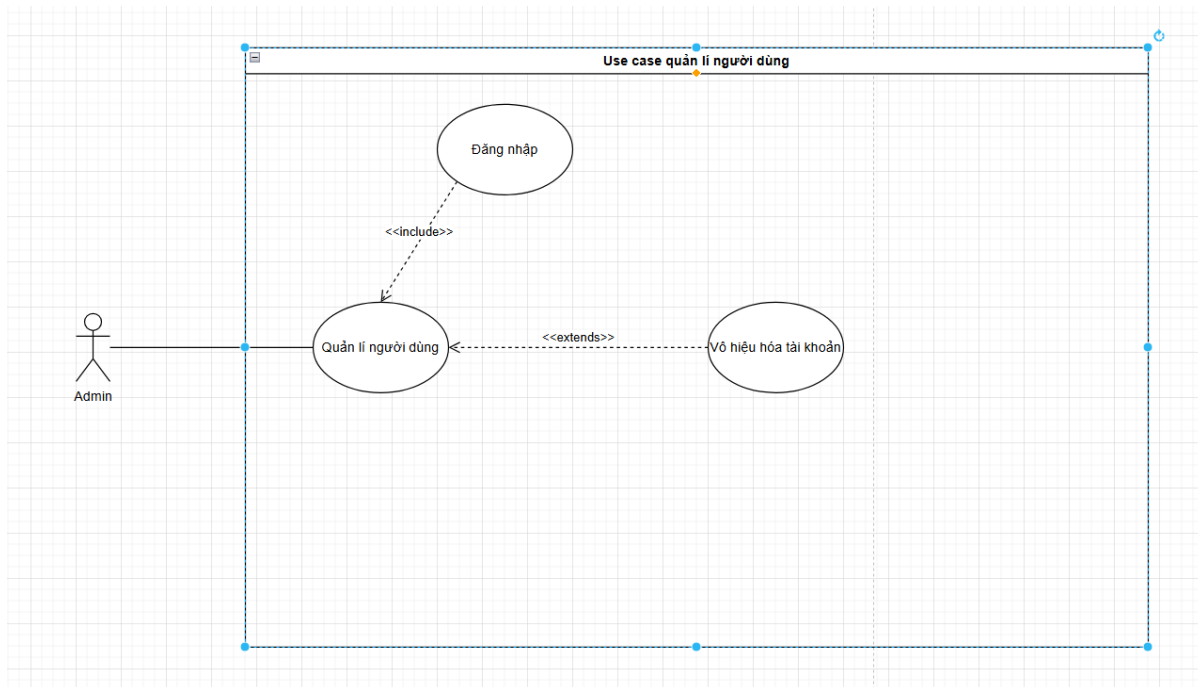 Use case quản lí người dùng
Đăng nhập
<<include>>
<<extends>>
Quản lí người dùng
Vô hiệu hóa tài khoản
Admin